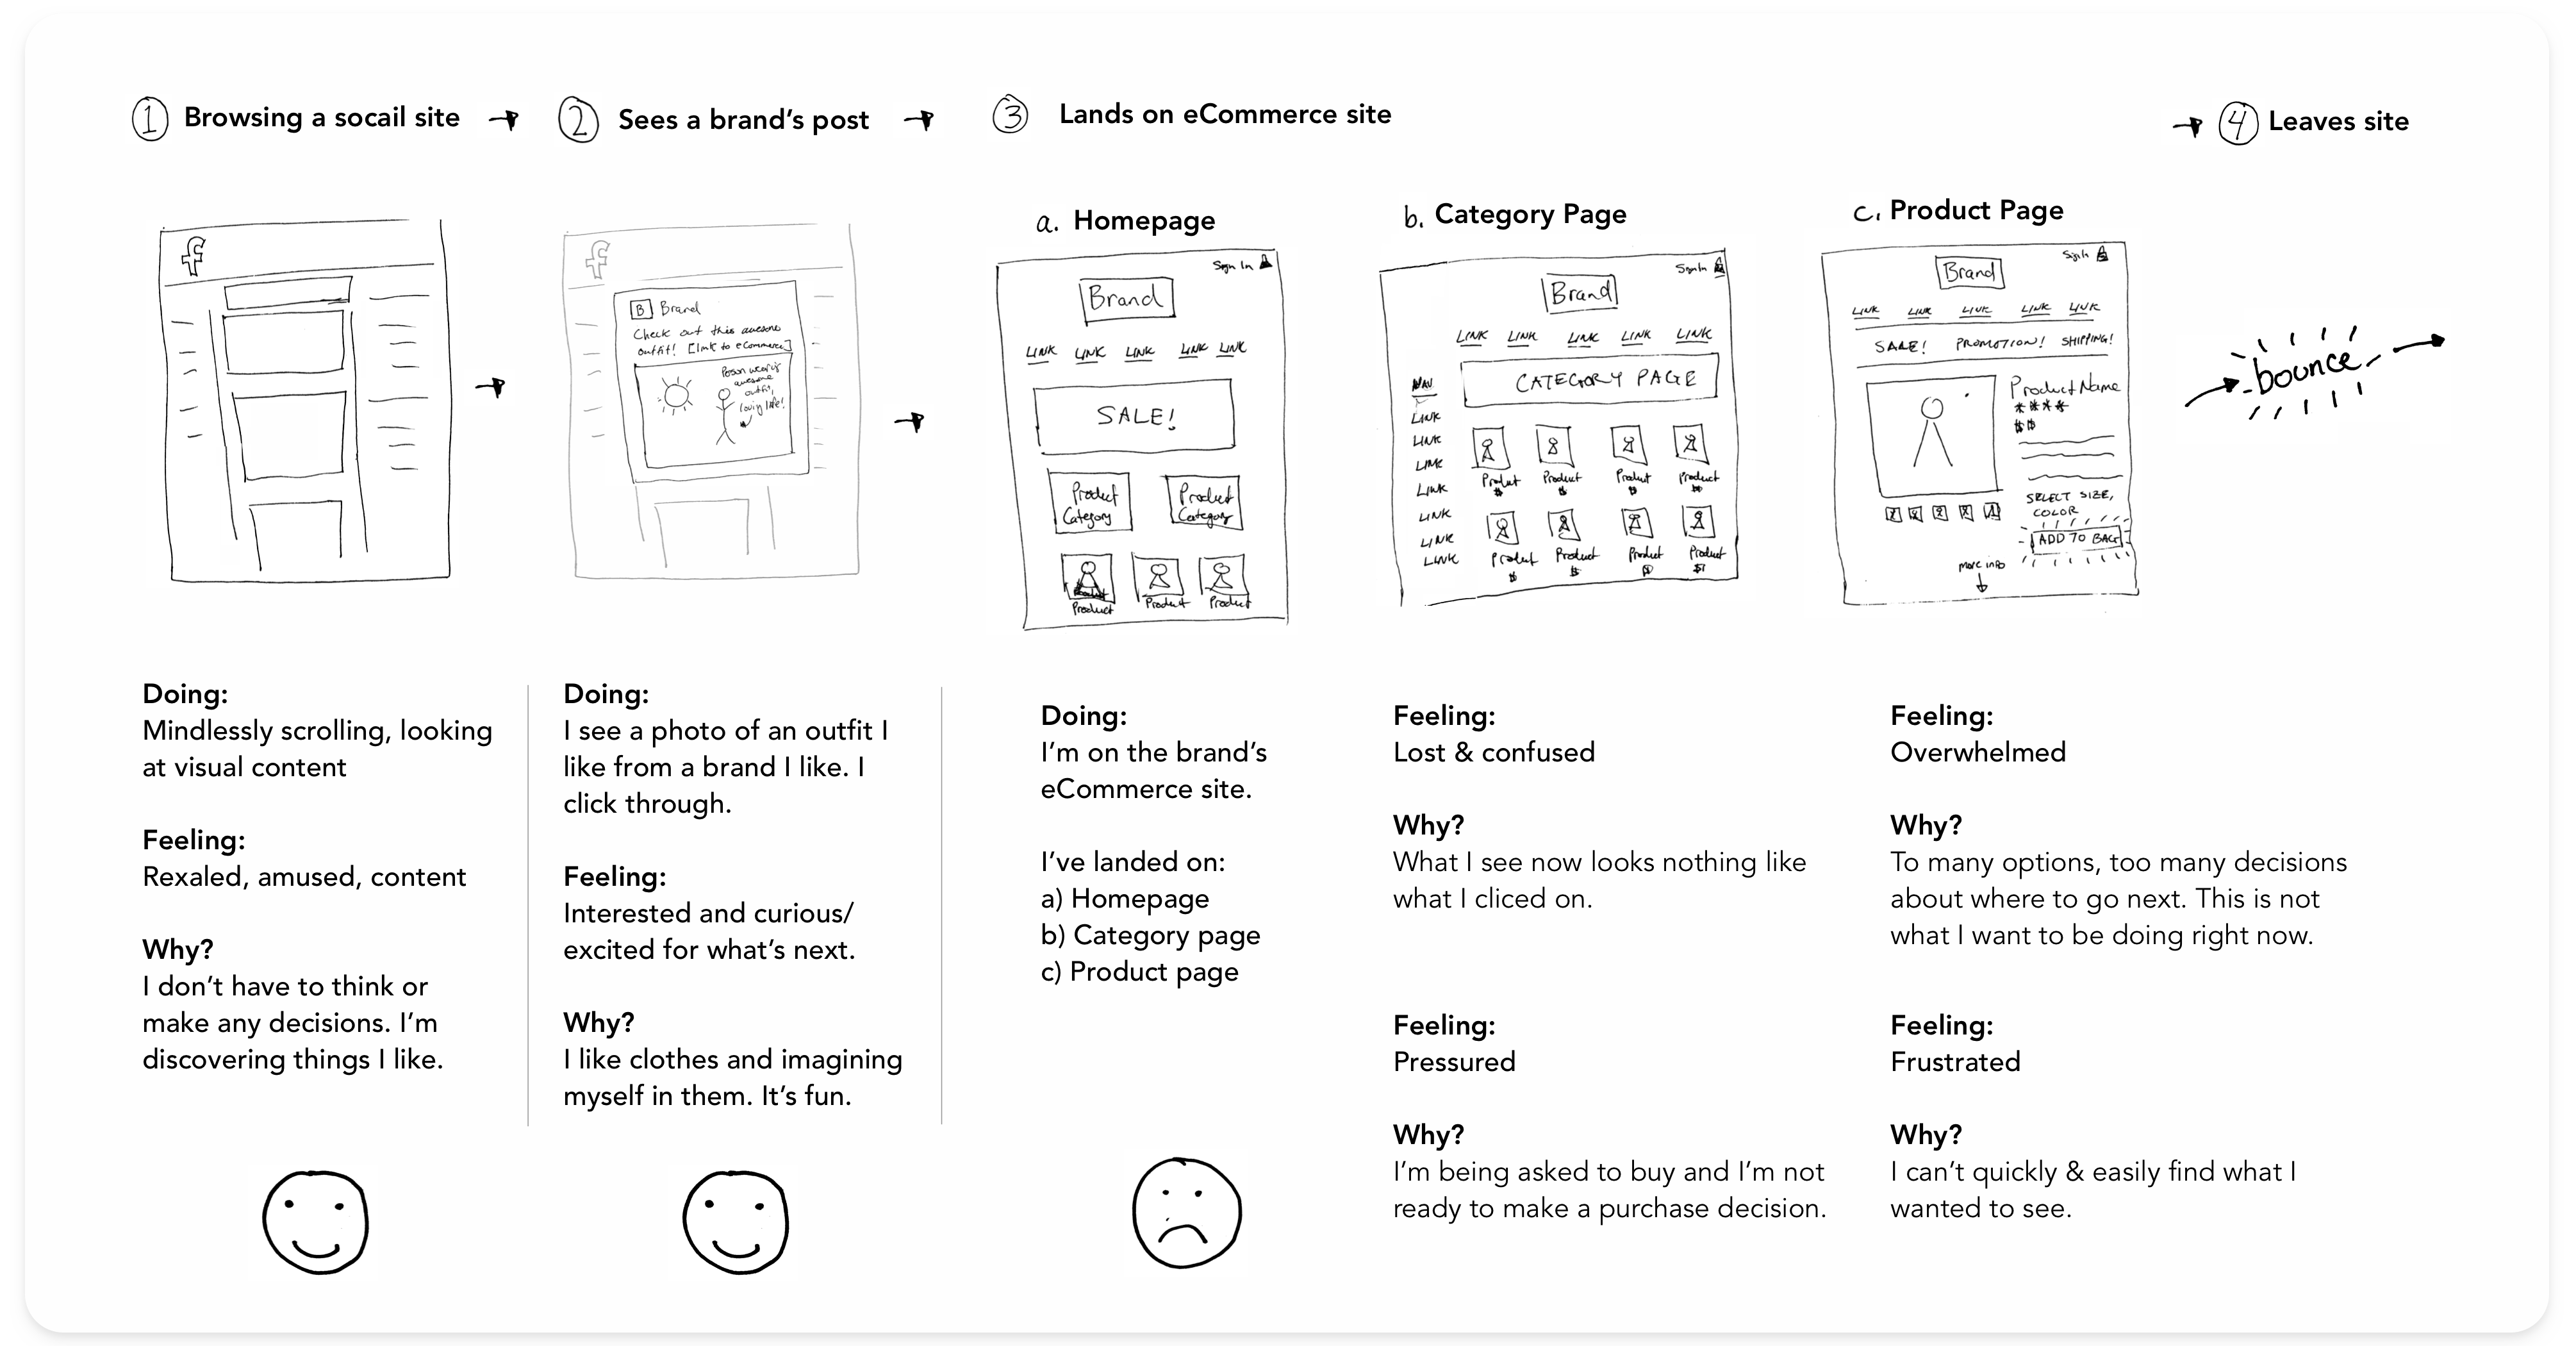 1 Browsing a socail site
2 Sees a brand's post
3 Lands on eCommerce site
4 Leaves site
f
f
B Brand
Check out this awesome
outfit! [link to eCommerce]
Person wearing
awesome
outfit,
loving life!
a. Homepage
Sign In
Brand
LINK LINK LINK LINK LINK
SALE!
Product
Category
Product
Category
Product Product Product
b. Category Page
Sign In
Brand
LINK LINK LINK LINK LINK
CATEGORY PAGE
NAV
LINK
LINK
LINK
LINK
LINK
LINK
LINK
Product Product Product Product
$ $ $ $
Product Product Product Product
$ $ $ $
c. Product Page
Sign In
Brand
LINK LINK LINK LINK LINK
SALE! PROMOTION! SHIPPING!
Product Name
****
$$
SELECT SIZE,
COLOR
ADD TO BAG
more info
bounce
Doing:
Mindlessly scrolling, looking
at visual content
Feeling:
Rexaled, amused, content
Why?
I don't have to think or
make any decisions. I'm
discovering things I like.
Doing:
I see a photo of an outfit I
like from a brand I like. I
click through.
Feeling:
Interested and curious/
excited for what's next.
Why?
I like clothes and imagining
myself in them. It's fun.
Doing:
I'm on the brand's
eCommerce site.
I've landed on:
a) Homepage
b) Category page
c) Product page
Feeling:
Lost & confused
Why?
What I see now looks nothing like
what I cliced on.
Feeling:
Pressured
Why?
I'm being asked to buy and I'm not
ready to make a purchase decision.
Feeling:
Overwhelmed
Why?
To many options, too many decisions
about where to go next. This is not
what I want to be doing right now.
Feeling:
Frustrated
Why?
I can't quickly & easily find what I
wanted to see.